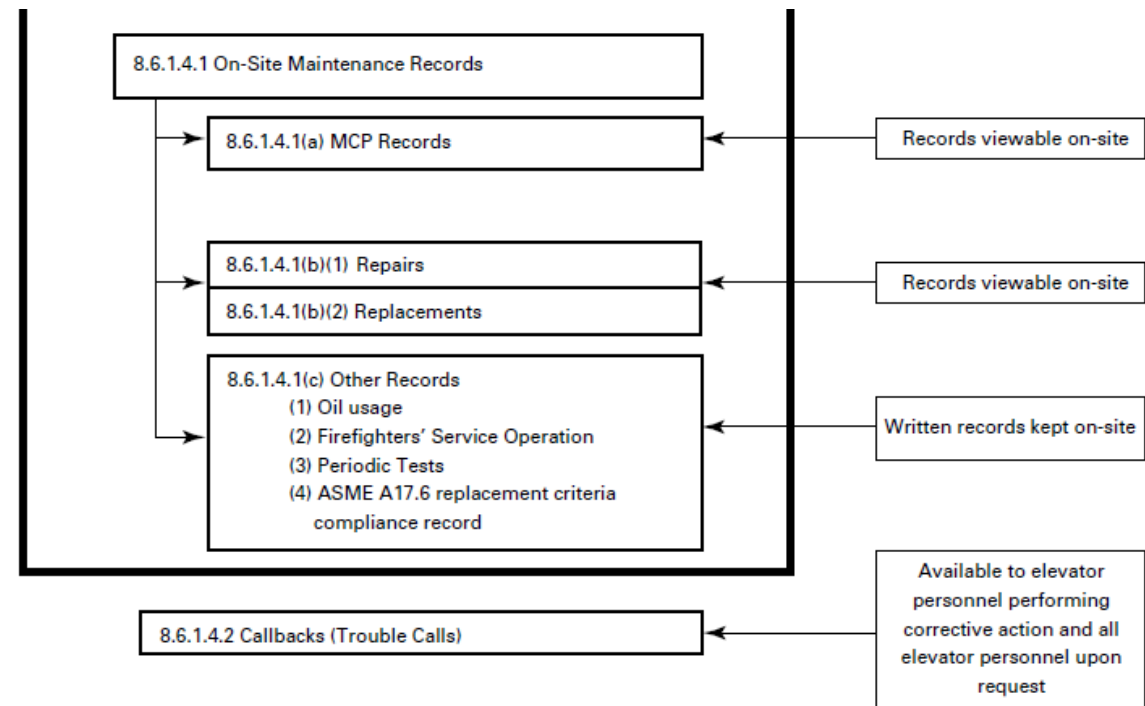 8.6.1.4.1 On-Site Maintenance Records
8.6.1.4.1(a) MCP Records
Records viewable on-site
8.6.1.4.1(b)(1) Repairs
Records viewable on-site
8.6.1.4.1(b)(2) Replacements
8.6.1.4.1(c) Other Records
(1) Oil usage
(2) Firefighters’ Service Operation
(3) Periodic Tests
(4) ASME A17.6 replacement criteria
compliance record
Written records kept on-site
8.6.1.4.2 Callbacks (Trouble Calls)
Available to elevator
personnel performing
corrective action and all
elevator personnel upon
request